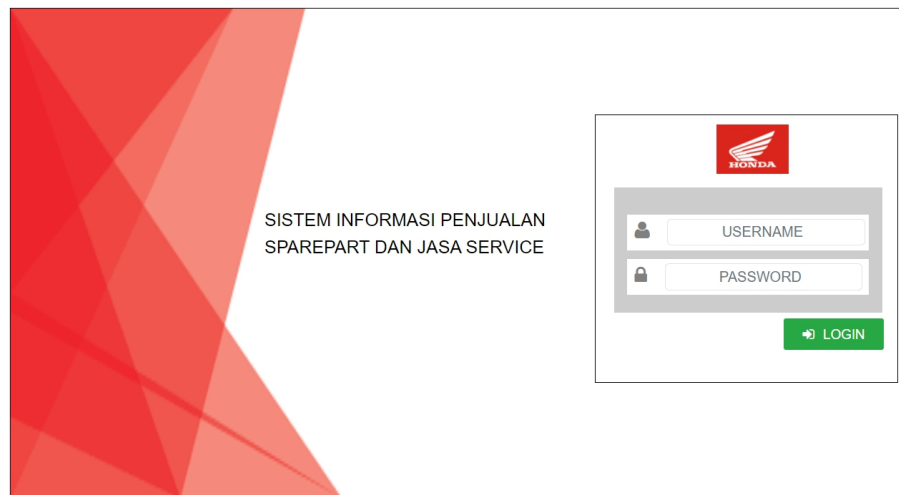 HONDA
SISTEM INFORMASI PENJUALAN
SPAREPART DAN JASA SERVICE
USERNAME
PASSWORD
LOGIN